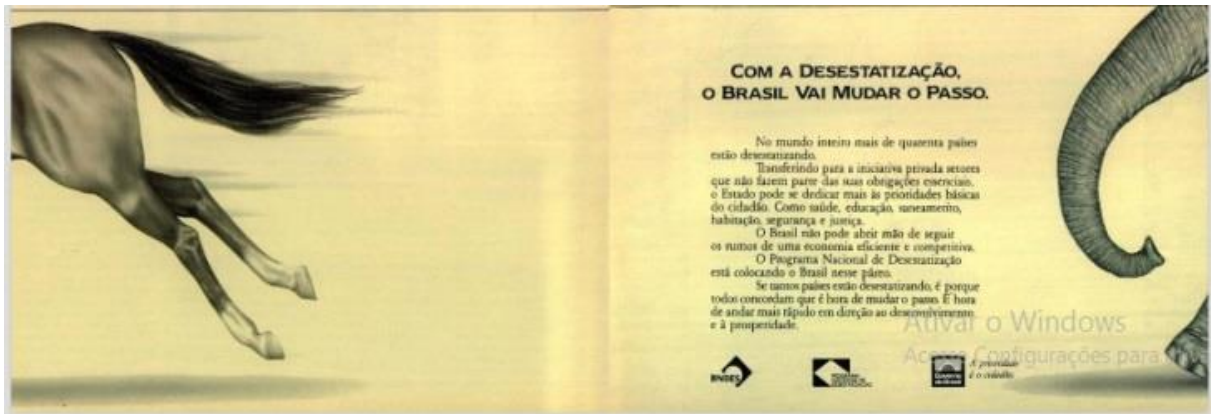 COM A DESESTATIZAÇÃO,
O BRASIL VAI MUDAR O PASSO.
No mundo inteiro mais de quarenta países
estão desestatizando.
Transferindo para a iniciativa privada setores
que não fazem parte das suas obrigações essenciais,
o Estado pode se dedicar mais às prioridades básicas
do cidadão. Como saúde, educação, saneamento,
habitação, segurança e justiça.
O Brasil não pode abrir mão de seguir
os rumos de uma economia eficiente e competitiva.
O Programa Nacional de Desestatização
está colocando o Brasil nesse páreo.
Se tantos países estão desestatizando, é porque
todos concordam que é hora de mudar o passo. É hora
de andar mais rápido em direção ao desenvolvimento
e à prosperidade.
Ativar o Windows
Acesse Configurações para
BNDES
A prioridade
é o cidadão.